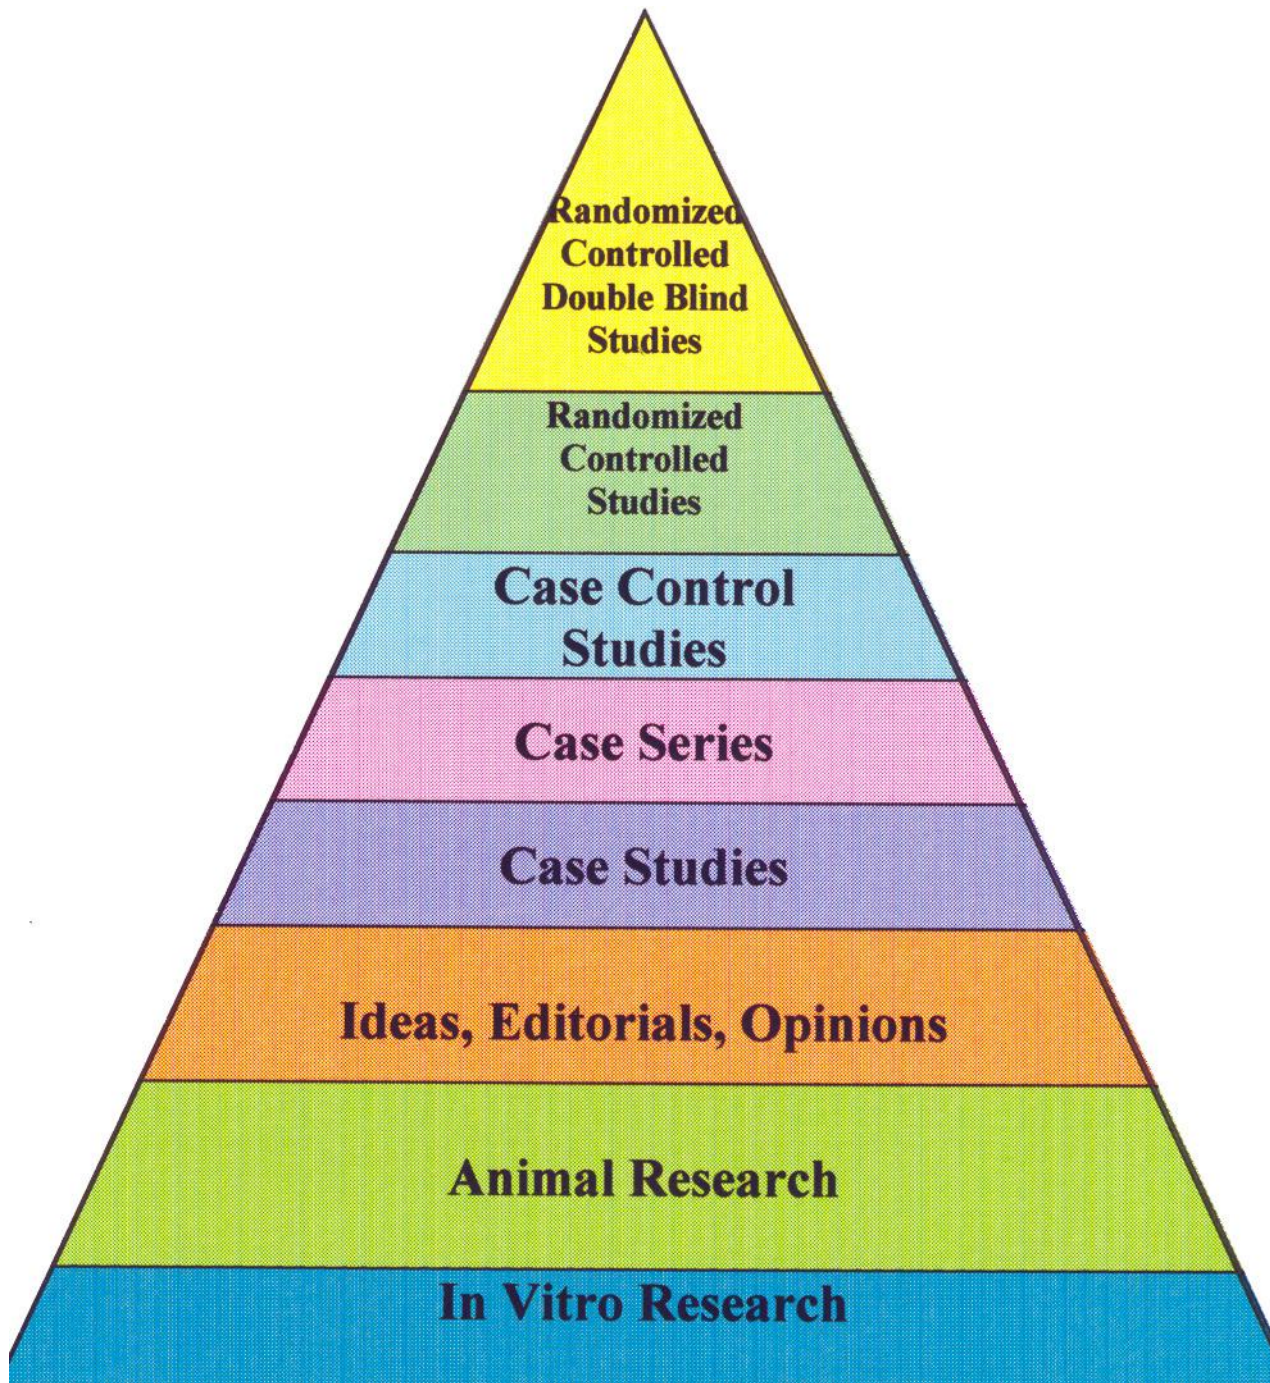 Randomized
Controlled
Double Blind
Studies
Randomized
Controlled
Studies
Case Control
Studies
Case Series
Case Studies
Ideas, Editorials, Opinions
Animal Research
In Vitro Research